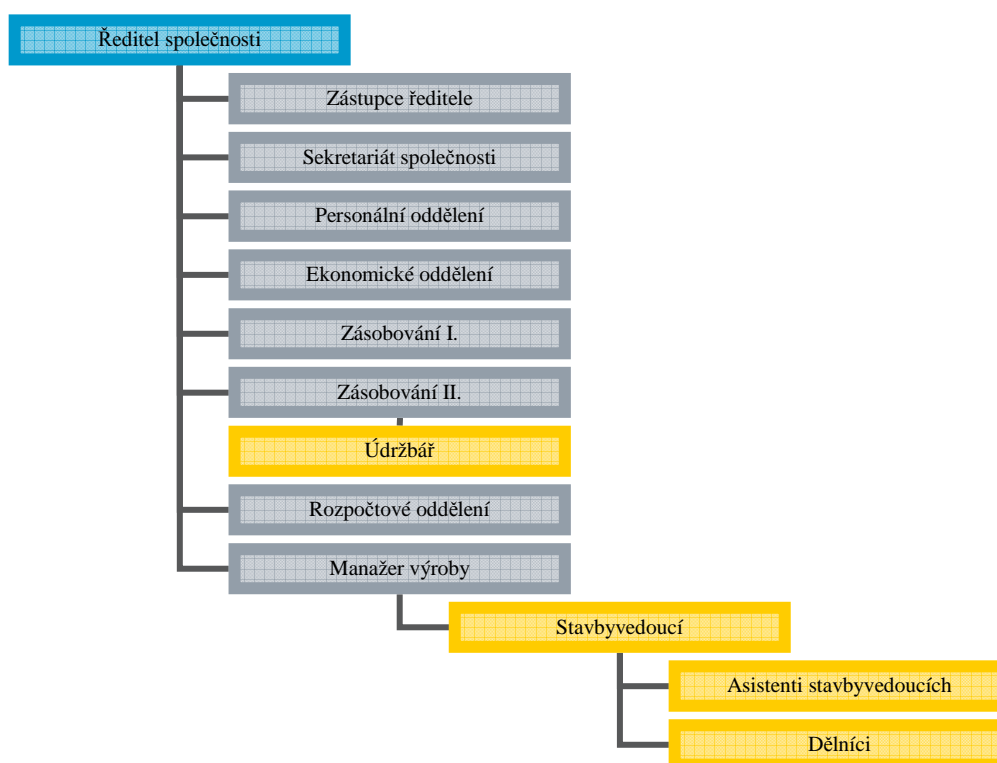 Ředitel společnosti
Zástupce ředitele
Sekretariát společnosti
Personální oddělení
Ekonomické oddělení
Zásobování I.
Zásobování II.
Údržbář
Rozpočtové oddělení
Manažer výroby
Stavbyvedoucí
Asistenti stavbyvedoucích
Dělníci